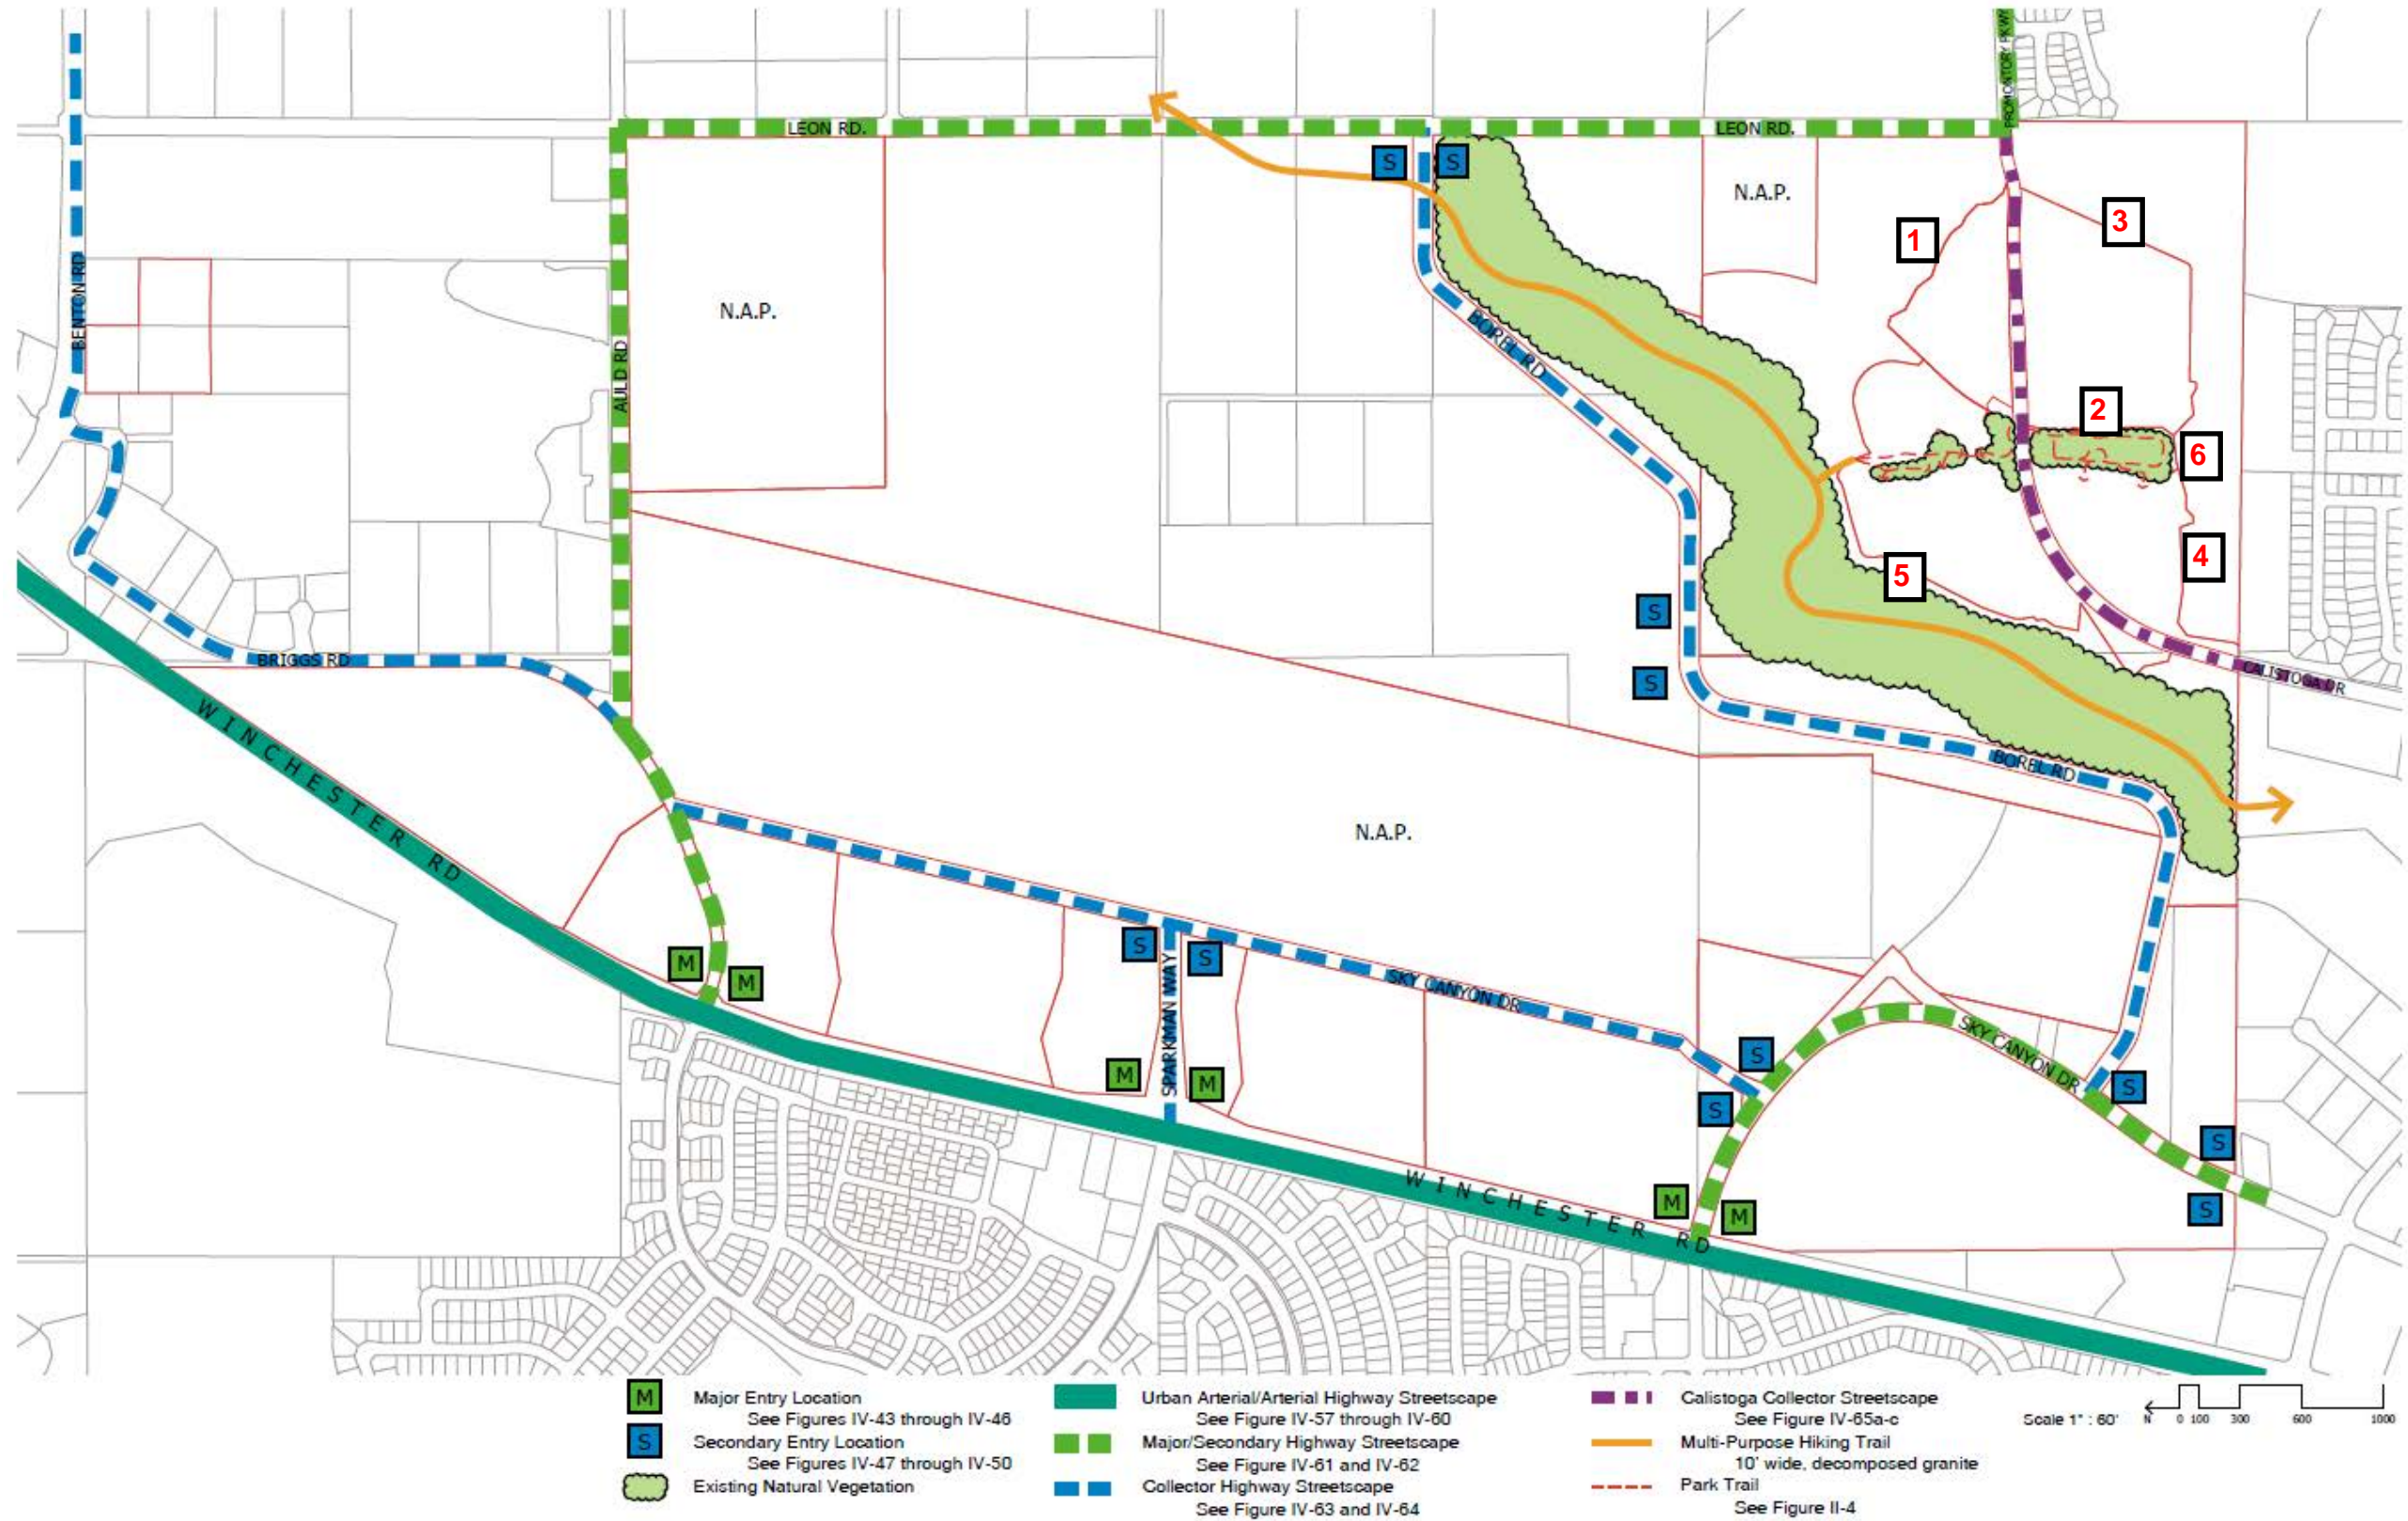 PROMONTORY PKWY
LEON RD.
LEON RD.
S
S
N.A.P.
1
3
BENTON RD
N.A.P.
AULD RD
BOREL RD
2
6
4
5
S
S
BRIGGS RD
CALISTOGA DR
WINCHESTER RD
BOREL RD
N.A.P.
M
M
S
S
SPARKMAN WAY
SKY CANYON DR
SKY CANYON DR
S
S
S
M
M
S
S
M
M
WINCHESTER RD
M Major Entry Location
See Figures IV-43 through IV-46
S Secondary Entry Location
See Figures IV-47 through IV-50
Existing Natural Vegetation
Urban Arterial/Arterial Highway Streetscape
See Figure IV-57 through IV-60
Major/Secondary Highway Streetscape
See Figure IV-61 and IV-62
Collector Highway Streetscape
See Figure IV-63 and IV-64
Calistoga Collector Streetscape
See Figure IV-65a-c
Multi-Purpose Hiking Trail
10' wide, decomposed granite
Park Trail
See Figure II-4
Scale 1" : 60'
N
0 100 300 600 1000